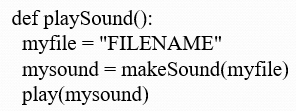 def playSound():
  myfile = "FILENAME"
  mysound = makeSound(myfile)
  play(mysound)